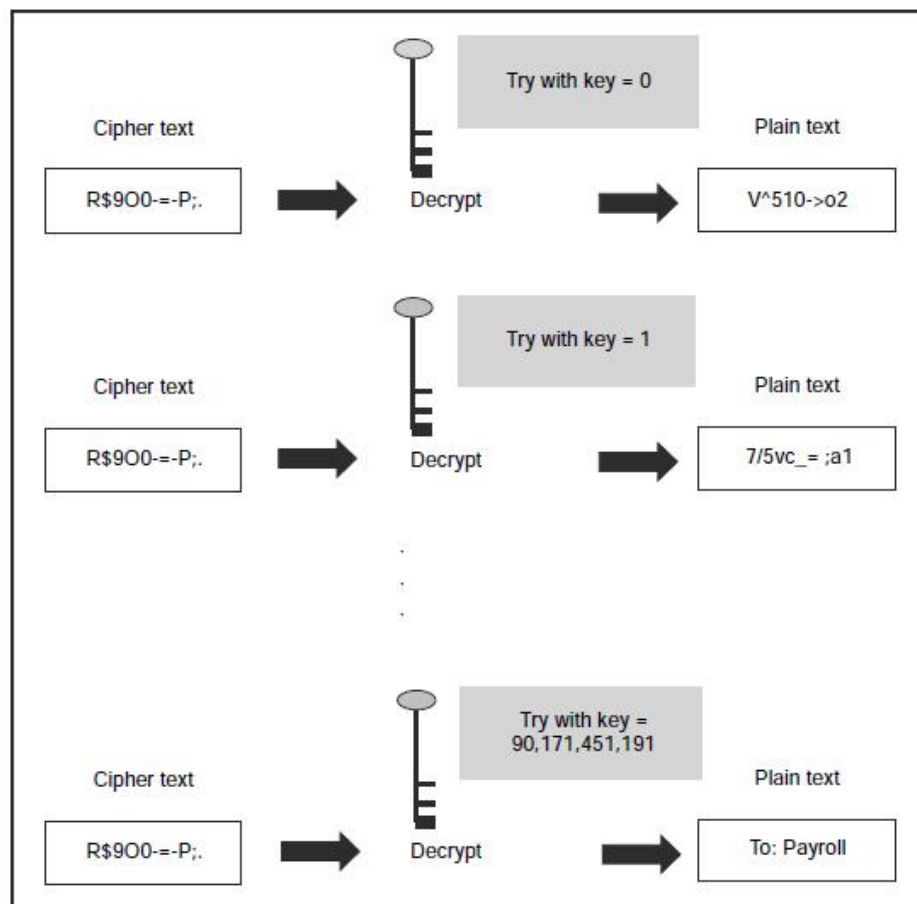 Try with key = 0
Cipher text
Plain text
R$9O0-=-P;.
Decrypt
V^510->o2
Try with key = 1
Cipher text
Plain text
R$9O0-=-P;.
Decrypt
7/5vc_= ;a1
.
.
.
Try with key =
90,171,451,191
Cipher text
Plain text
R$9O0-=-P;.
Decrypt
To: Payroll